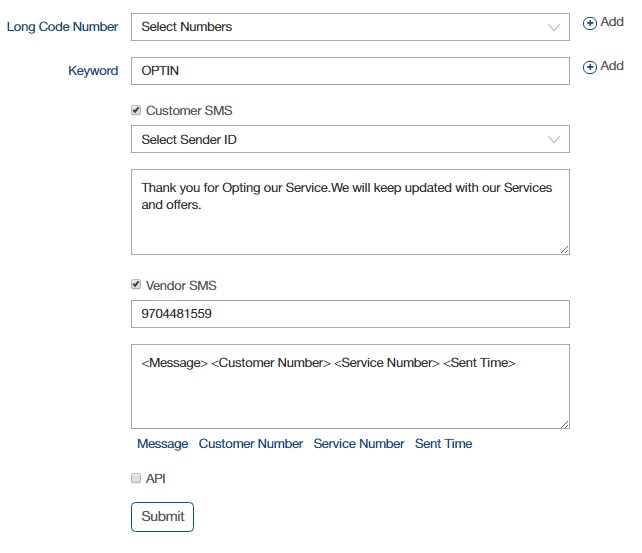 Long Code Number Select Numbers Add
Keyword OPTIN Add
Customer SMS
Select Sender ID
Thank you for Opting our Service.We will keep updated with our Services
and offers.
Vendor SMS
9704481559
<Message> <Customer Number> <Service Number> <Sent Time>
Message Customer Number Service Number Sent Time
API
Submit